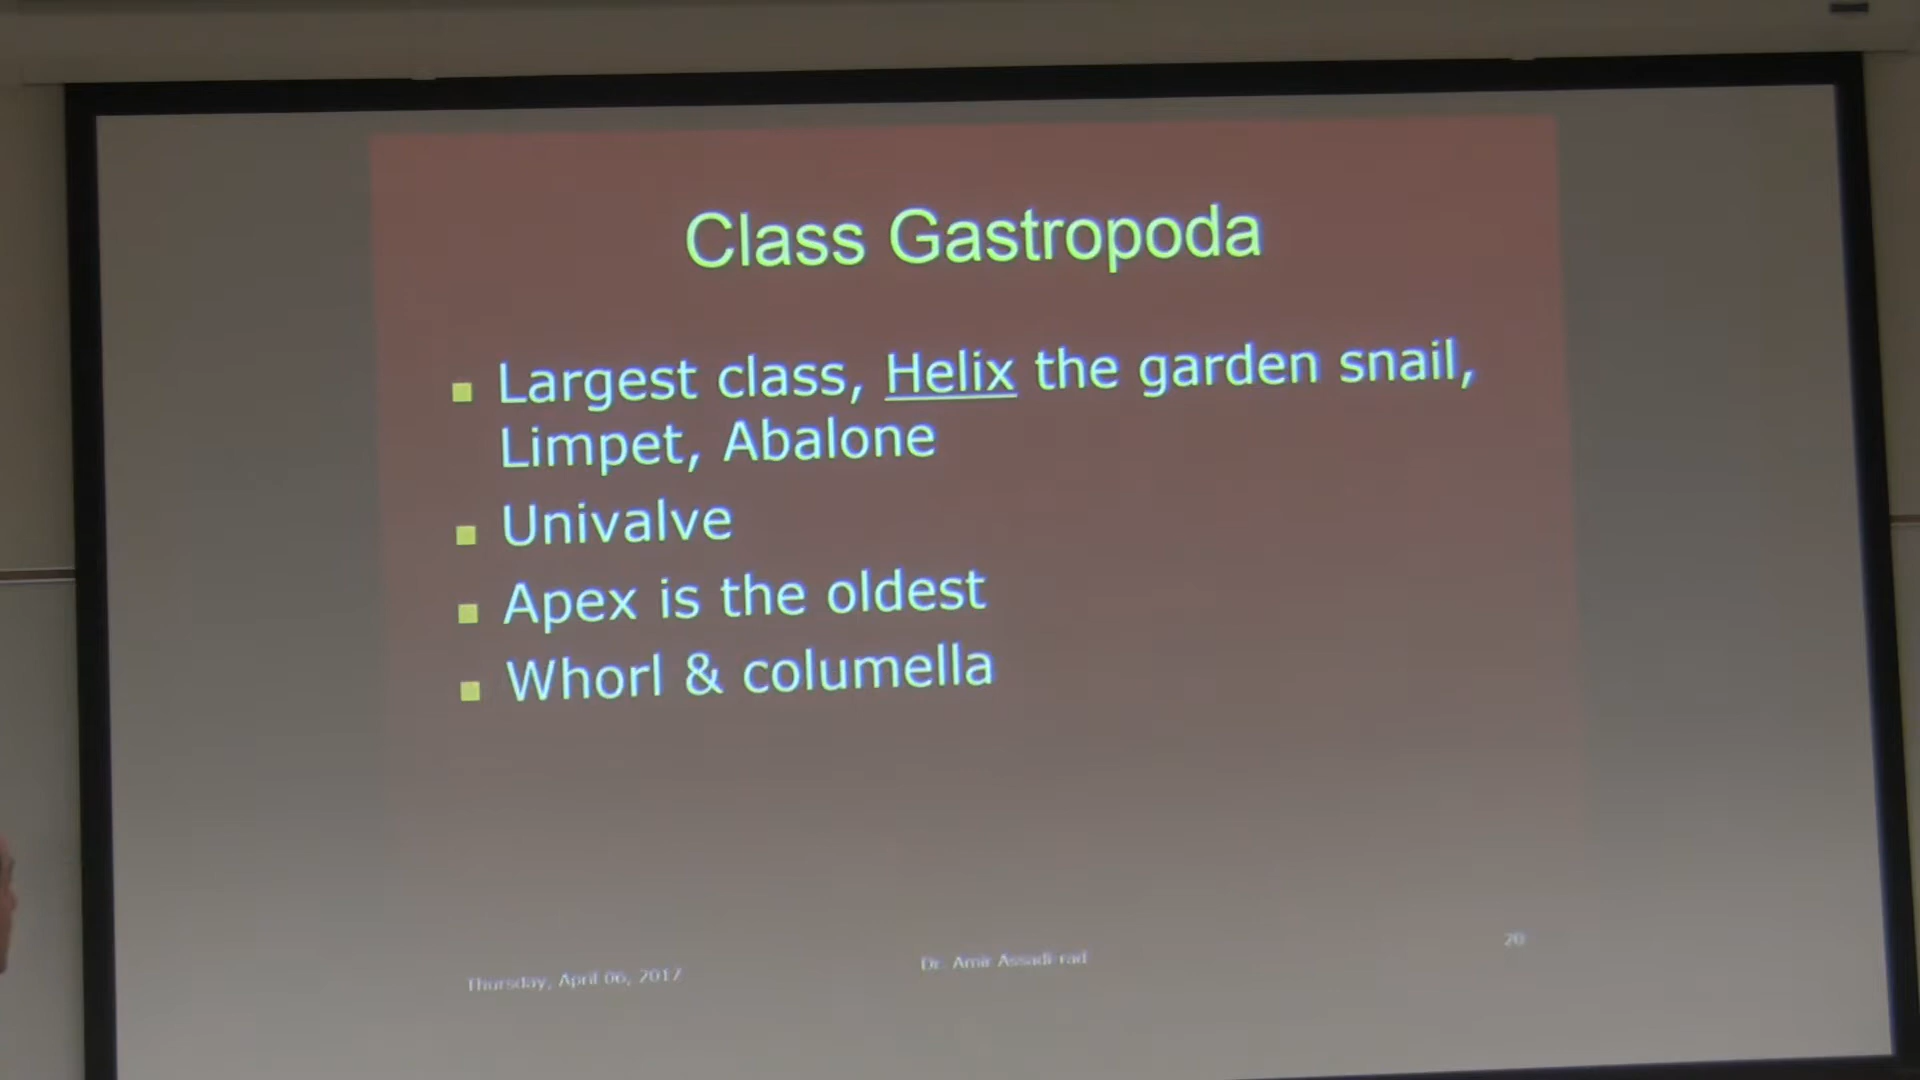 Class Gastropoda
Largest class, Helix the garden snail,
Limpet, Abalone
Univalve
Apex is the oldest
Whorl & columella
Thursday, April 06, 2017
Dr. Amir Assadi-rad
20